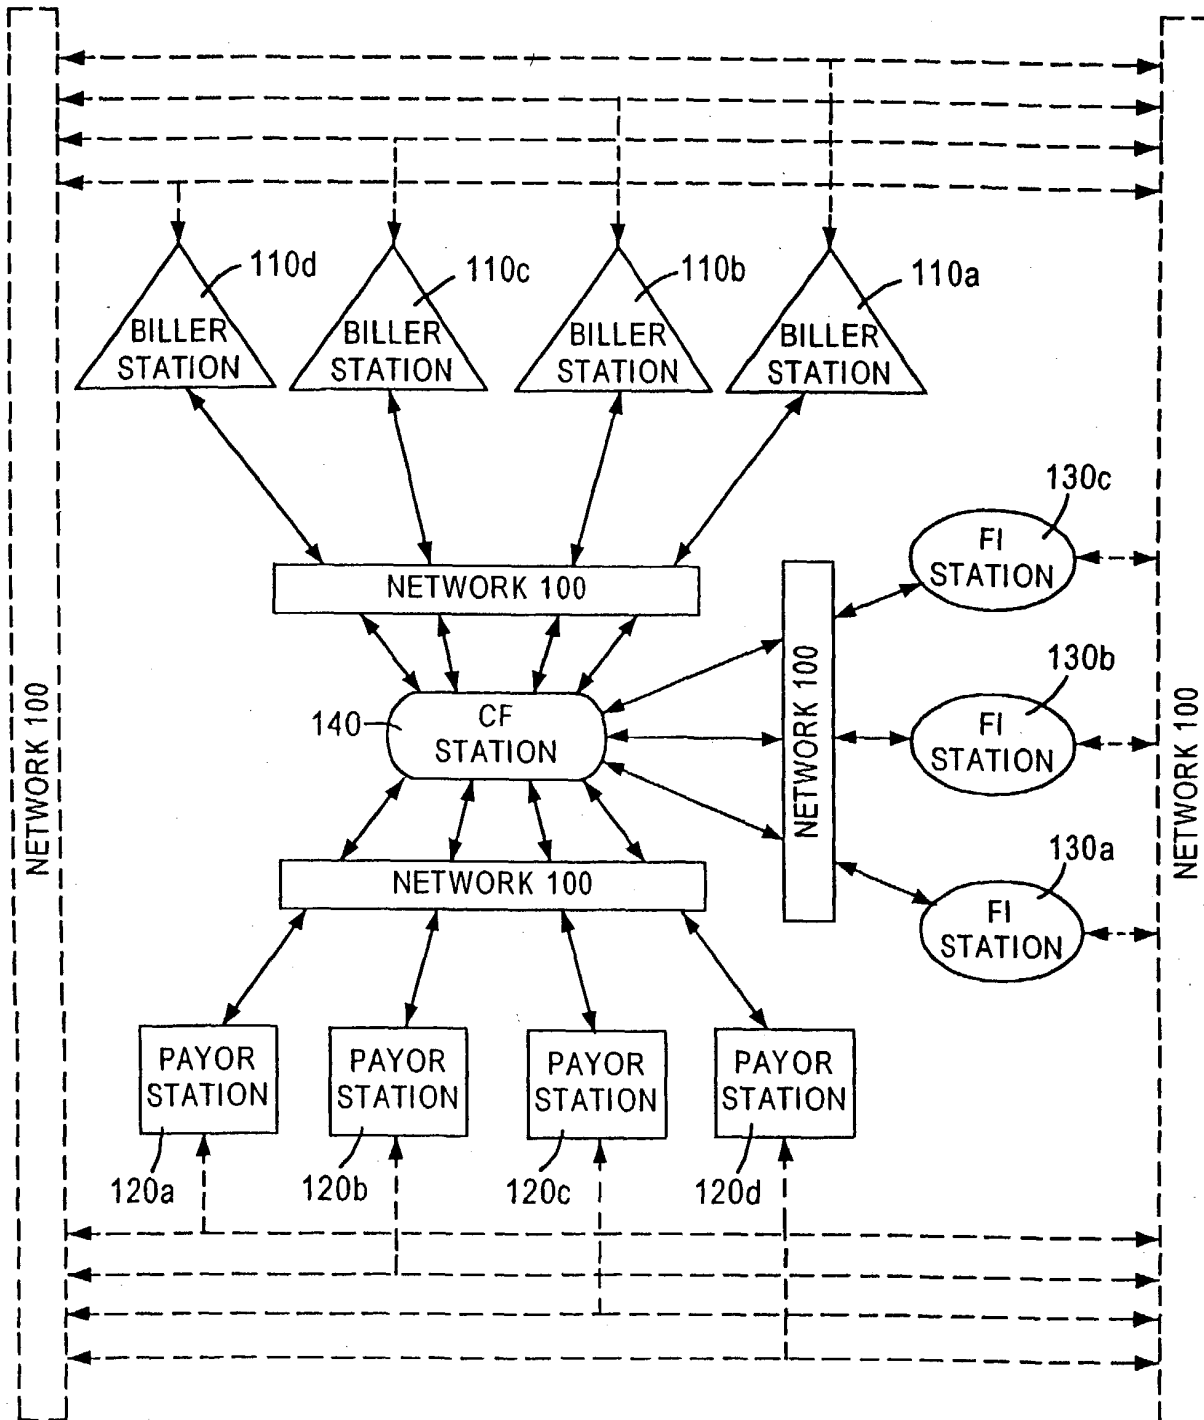 110d
110c
110b
110a
BILLER
STATION
BILLER
STATION
BILLER
STATION
BILLER
STATION
130c
FI
STATION
NETWORK 100
140
CF
STATION
NETWORK 100
130b
FI
STATION
NETWORK 100
NETWORK 100
NETWORK 100
130a
FI
STATION
PAYOR
STATION
PAYOR
STATION
PAYOR
STATION
PAYOR
STATION
120a
120b
120c
120d